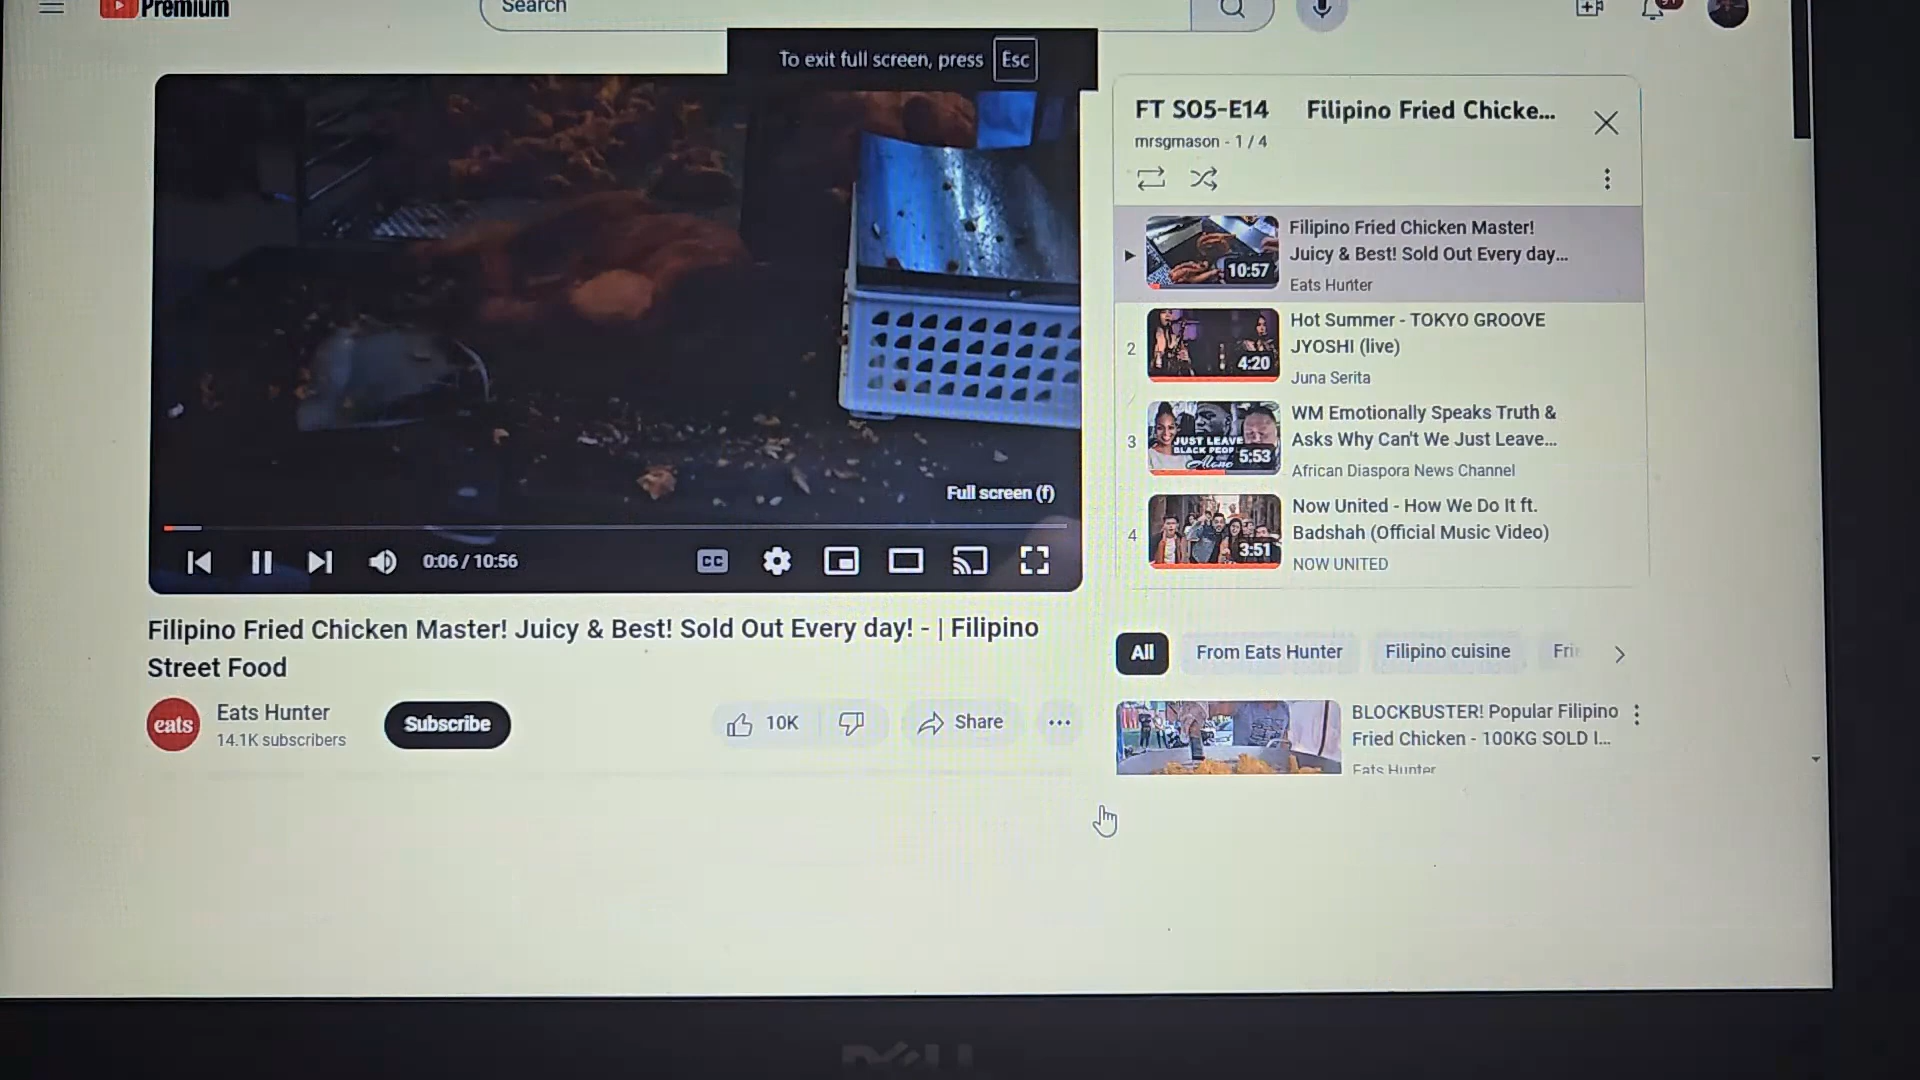 Premium
Search
To exit full screen, press Esc
Full screen (f)
0:06 / 10:56
CC
Filipino Fried Chicken Master! Juicy & Best! Sold Out Every day! - | Filipino
Street Food
eats
Eats Hunter
14.1K subscribers
Subscribe
10K
Share
FT S05-E14 Filipino Fried Chicke...
mrsgmason - 1 / 4
10:57
Filipino Fried Chicken Master!
Juicy & Best! Sold Out Every day...
Eats Hunter
2
4:20
Hot Summer - TOKYO GROOVE
JYOSHI (live)
Juna Serita
3
JUST LEAVE
BLACK PEOP
Alone
5:53
WM Emotionally Speaks Truth &
Asks Why Can't We Just Leave...
African Diaspora News Channel
4
3:51
Now United - How We Do It ft.
Badshah (Official Music Video)
NOW UNITED
All
From Eats Hunter
Filipino cuisine
Fri
BLOCKBUSTER! Popular Filipino
Fried Chicken - 100KG SOLD I...
Eats Hunter
DELL